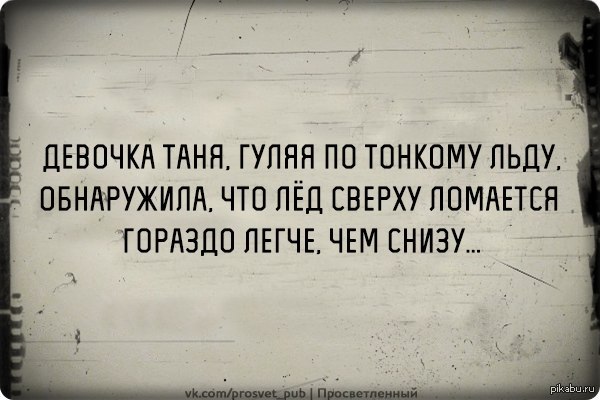 ДЕВОЧКА ТАНЯ, ГУЛЯЯ ПО ТОНКОМУ ЛЬДУ,
ОБНАРУЖИЛА, ЧТО ЛЁД СВЕРХУ ЛОМАЕТСЯ
ГОРАЗДО ЛЕГЧЕ, ЧЕМ СНИЗУ...
vk.com/prosvet_pub | Просветленный
pikabu.ru